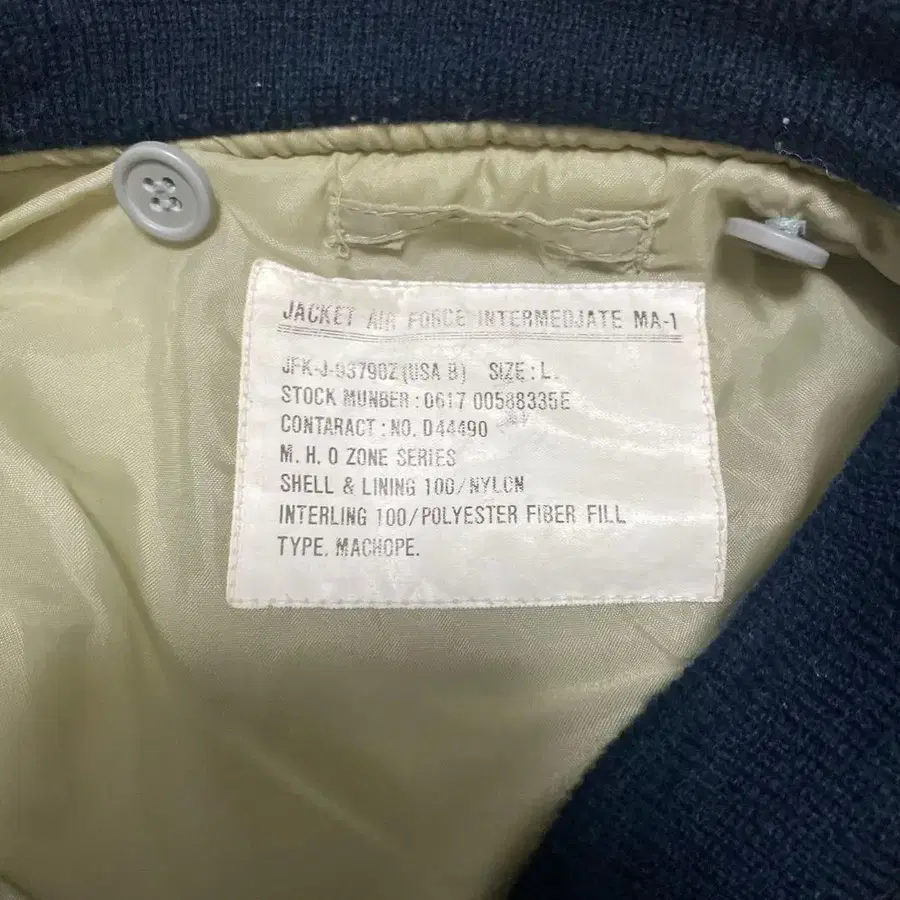 JACKET AIR FORCE INTERMEDJATE MA-1
JFK-J-93790Z(USA B) SIZE: L.
STOCK MUNBER: 0617 00588335E
CONTARACT: NO. D44490
M. H. O ZONE SERIES
SHELL & LINING 100/NYLON
INTERLING 100/POLYESTER FIBER FILL
TYPE. MACHOPE.